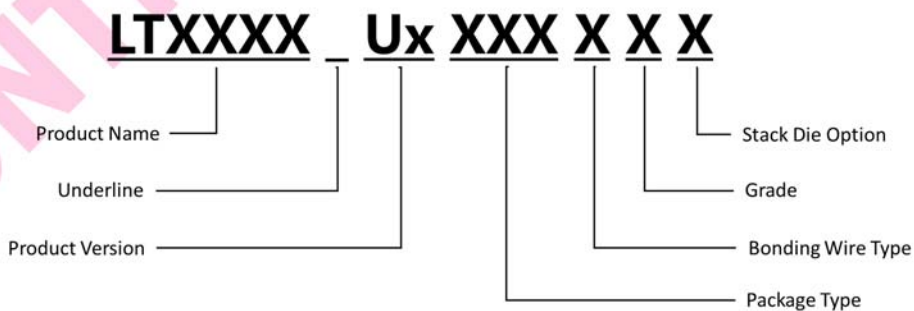 LTXXXX _ Ux XXX X X X
Product Name
Stack Die Option
Underline
Grade
Product Version
Bonding Wire Type
Package Type